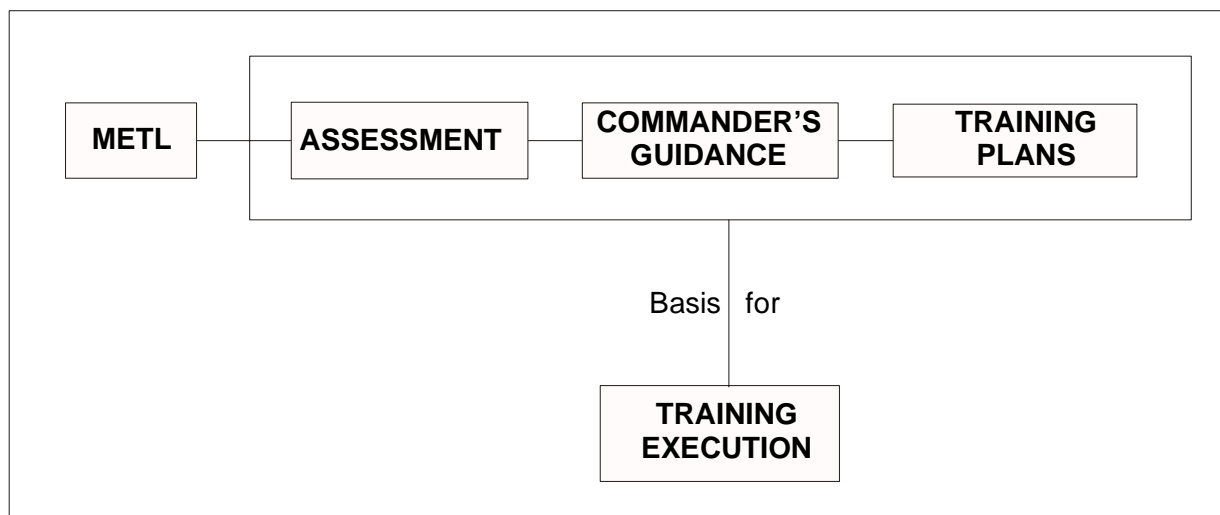 METL
ASSESSMENT
COMMANDER'S
GUIDANCE
TRAINING
PLANS
Basis for
TRAINING
EXECUTION